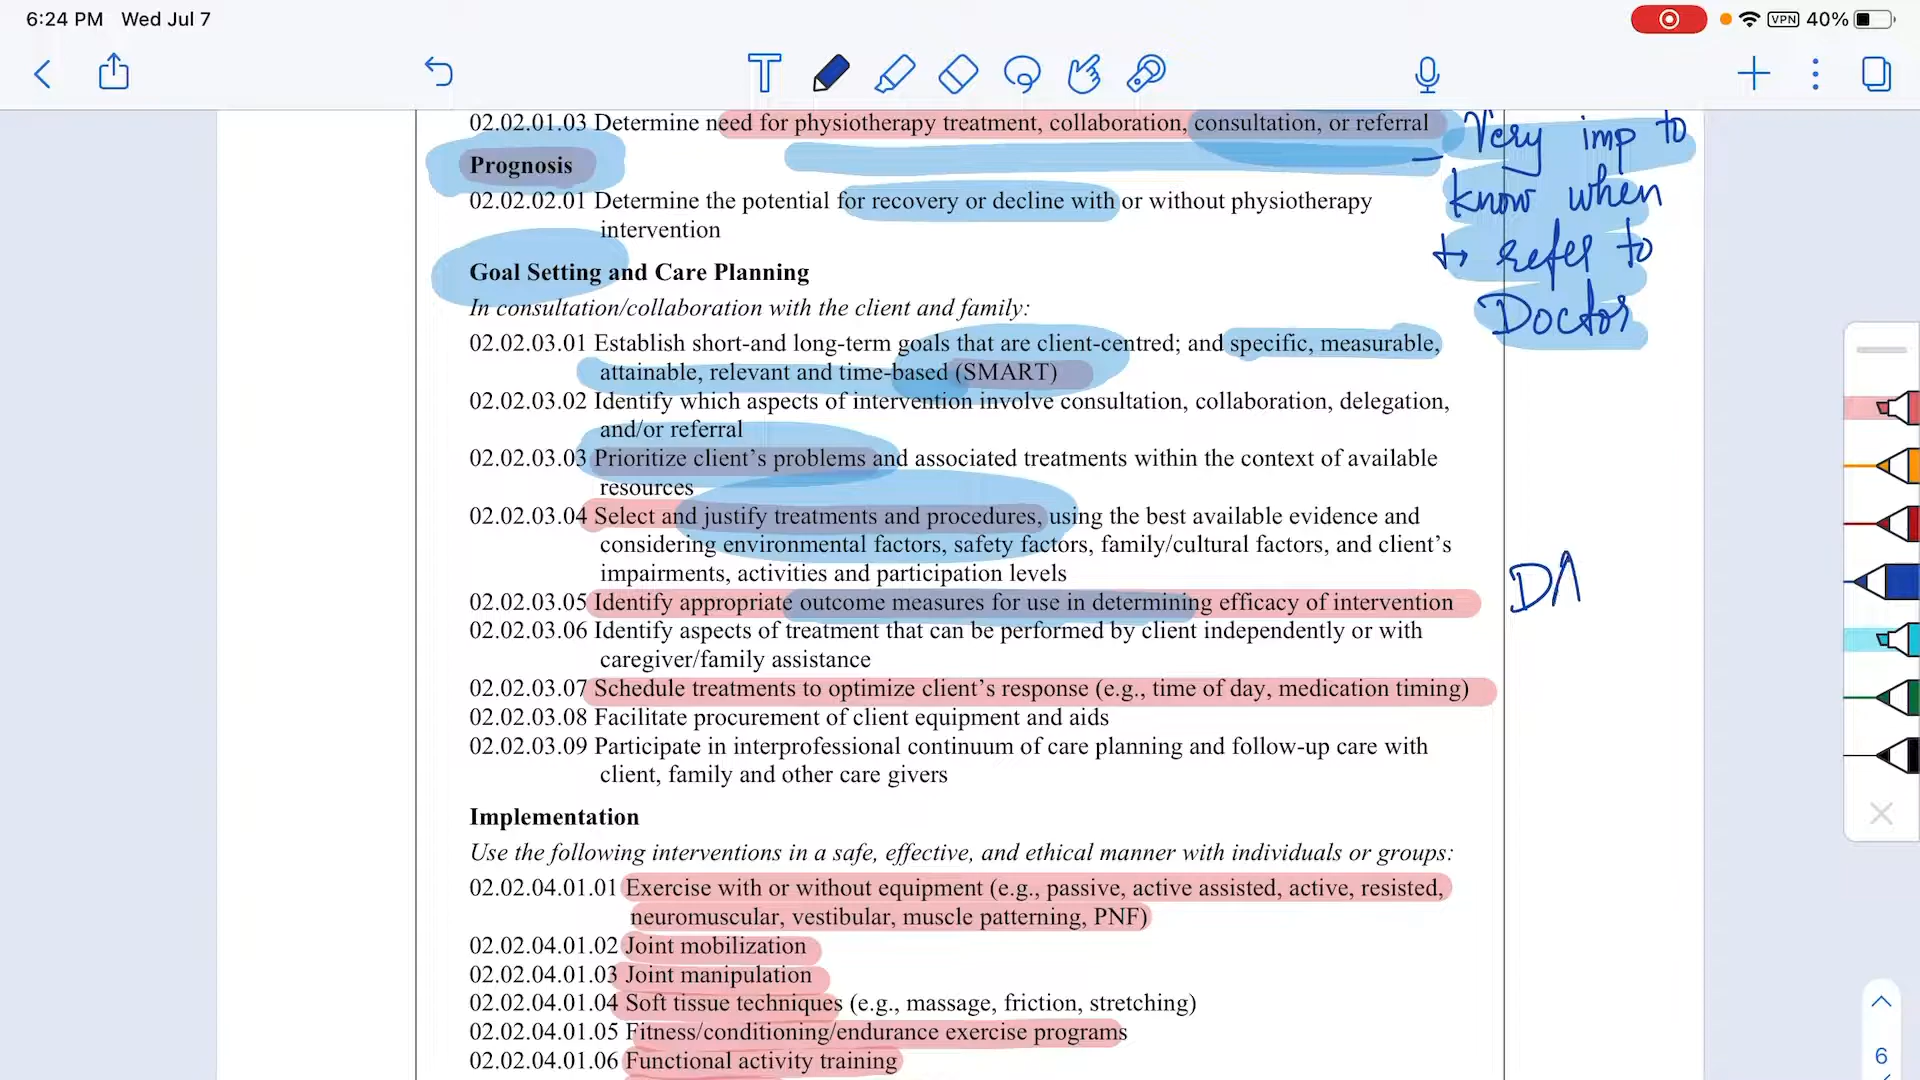 6:24 PM Wed Jul 7
VPN 40%
T
02.02.01.03 Determine need for physiotherapy treatment, collaboration, consultation, or referral
Prognosis
02.02.02.01 Determine the potential for recovery or decline with or without physiotherapy
intervention
Goal Setting and Care Planning
In consultation/collaboration with the client and family:
02.02.03.01 Establish short-and long-term goals that are client-centred; and specific, measurable,
attainable, relevant and time-based (SMART)
02.02.03.02 Identify which aspects of intervention involve consultation, collaboration, delegation,
and/or referral
02.02.03.03 Prioritize client's problems and associated treatments within the context of available
resources
02.02.03.04 Select and justify treatments and procedures, using the best available evidence and
considering environmental factors, safety factors, family/cultural factors, and client's
impairments, activities and participation levels
02.02.03.05 Identify appropriate outcome measures for use in determining efficacy of intervention
02.02.03.06 Identify aspects of treatment that can be performed by client independently or with
caregiver/family assistance
02.02.03.07 Schedule treatments to optimize client's response (e.g., time of day, medication timing)
02.02.03.08 Facilitate procurement of client equipment and aids
02.02.03.09 Participate in interprofessional continuum of care planning and follow-up care with
client, family and other care givers
Implementation
Use the following interventions in a safe, effective, and ethical manner with individuals or groups:
02.02.04.01.01 Exercise with or without equipment (e.g., passive, active assisted, active, resisted,
neuromuscular, vestibular, muscle patterning, PNF)
02.02.04.01.02 Joint mobilization
02.02.04.01.03 Joint manipulation
02.02.04.01.04 Soft tissue techniques (e.g., massage, friction, stretching)
02.02.04.01.05 Fitness/conditioning/endurance exercise programs
02.02.04.01.06 Functional activity training
Very imp to
know when
refer to
Doctor
DA
6